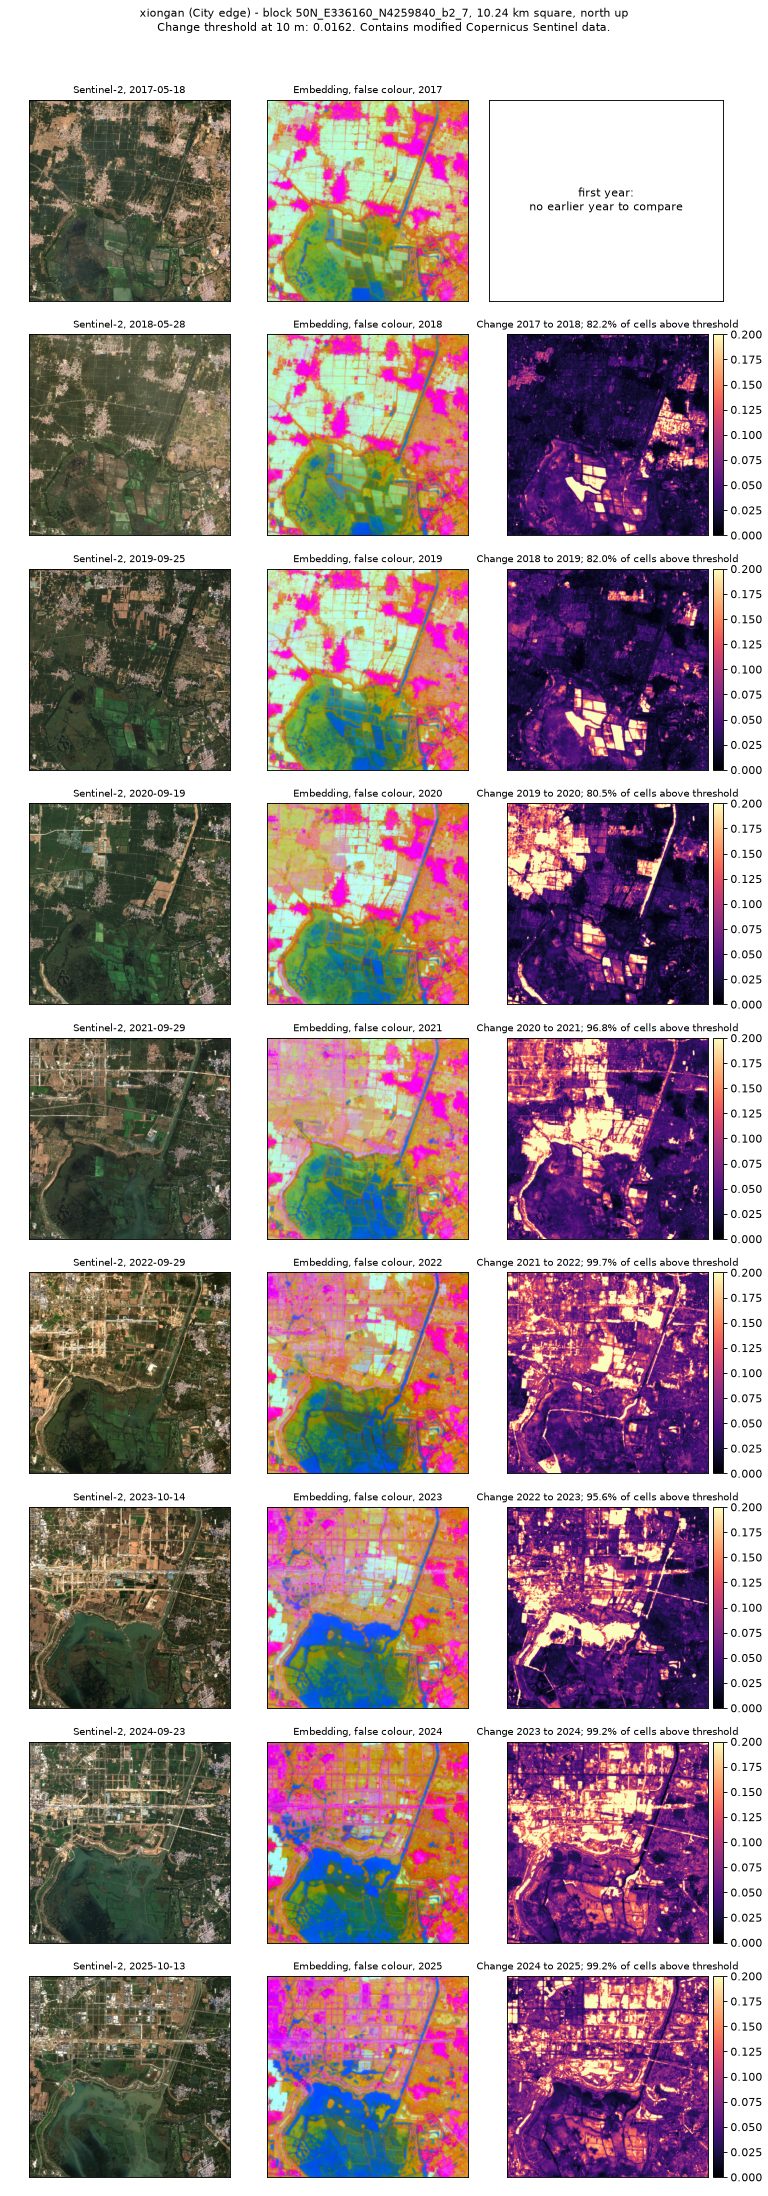 xiongan (City edge) - block 50N_E336160_N4259840_b2_7, 10.24 km square, north up
Change threshold at 10 m: 0.0162. Contains modified Copernicus Sentinel data.
Sentinel-2, 2017-05-18
Embedding, false colour, 2017
first year:
no earlier year to compare
Sentinel-2, 2018-05-28
Embedding, false colour, 2018
Change 2017 to 2018; 82.2% of cells above threshold
0.200
0.175
0.150
0.125
0.100
0.075
0.050
0.025
0.000
Sentinel-2, 2019-09-25
Embedding, false colour, 2019
Change 2018 to 2019; 82.0% of cells above threshold
0.200
0.175
0.150
0.125
0.100
0.075
0.050
0.025
0.000
Sentinel-2, 2020-09-19
Embedding, false colour, 2020
Change 2019 to 2020; 80.5% of cells above threshold
0.200
0.175
0.150
0.125
0.100
0.075
0.050
0.025
0.000
Sentinel-2, 2021-09-29
Embedding, false colour, 2021
Change 2020 to 2021; 96.8% of cells above threshold
0.200
0.175
0.150
0.125
0.100
0.075
0.050
0.025
0.000
Sentinel-2, 2022-09-29
Embedding, false colour, 2022
Change 2021 to 2022; 99.7% of cells above threshold
0.200
0.175
0.150
0.125
0.100
0.075
0.050
0.025
0.000
Sentinel-2, 2023-10-14
Embedding, false colour, 2023
Change 2022 to 2023; 95.6% of cells above threshold
0.200
0.175
0.150
0.125
0.100
0.075
0.050
0.025
0.000
Sentinel-2, 2024-09-23
Embedding, false colour, 2024
Change 2023 to 2024; 99.2% of cells above threshold
0.200
0.175
0.150
0.125
0.100
0.075
0.050
0.025
0.000
Sentinel-2, 2025-10-13
Embedding, false colour, 2025
Change 2024 to 2025; 99.2% of cells above threshold
0.200
0.175
0.150
0.125
0.100
0.075
0.050
0.025
0.000